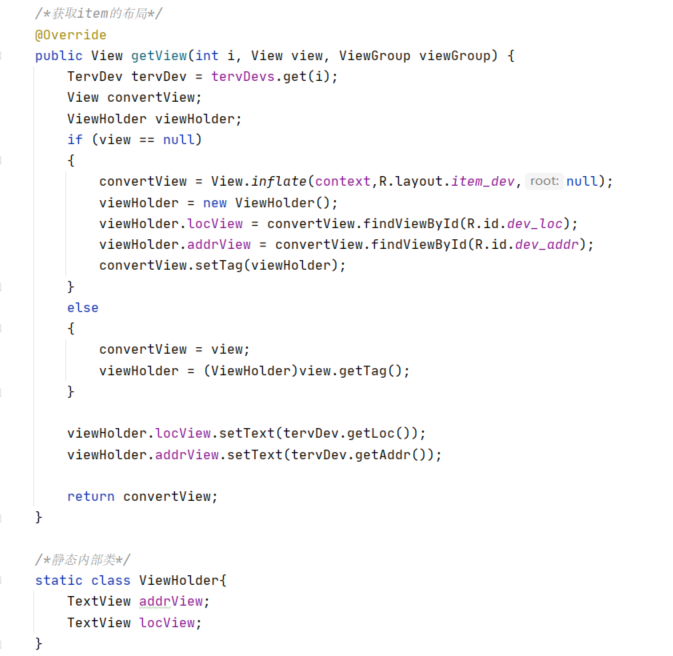 /*获取item的布局*/
@Override
public View getView(int i, View view, ViewGroup viewGroup) {
    TervDev tervDev = tervDevs.get(i);
    View convertView;
    ViewHolder viewHolder;
    if (view == null)
    {
        convertView = View.inflate(context,R.layout.item_dev, root: null);
        viewHolder = new ViewHolder();
        viewHolder.locView = convertView.findViewById(R.id.dev_loc);
        viewHolder.addrView = convertView.findViewById(R.id.dev_addr);
        convertView.setTag(viewHolder);
    }
    else
    {
        convertView = view;
        viewHolder = (ViewHolder)view.getTag();
    }

    viewHolder.locView.setText(tervDev.getLoc());
    viewHolder.addrView.setText(tervDev.getAddr());

    return convertView;
}

/*静态内部类*/
static class ViewHolder{
    TextView addrView;
    TextView locView;
}